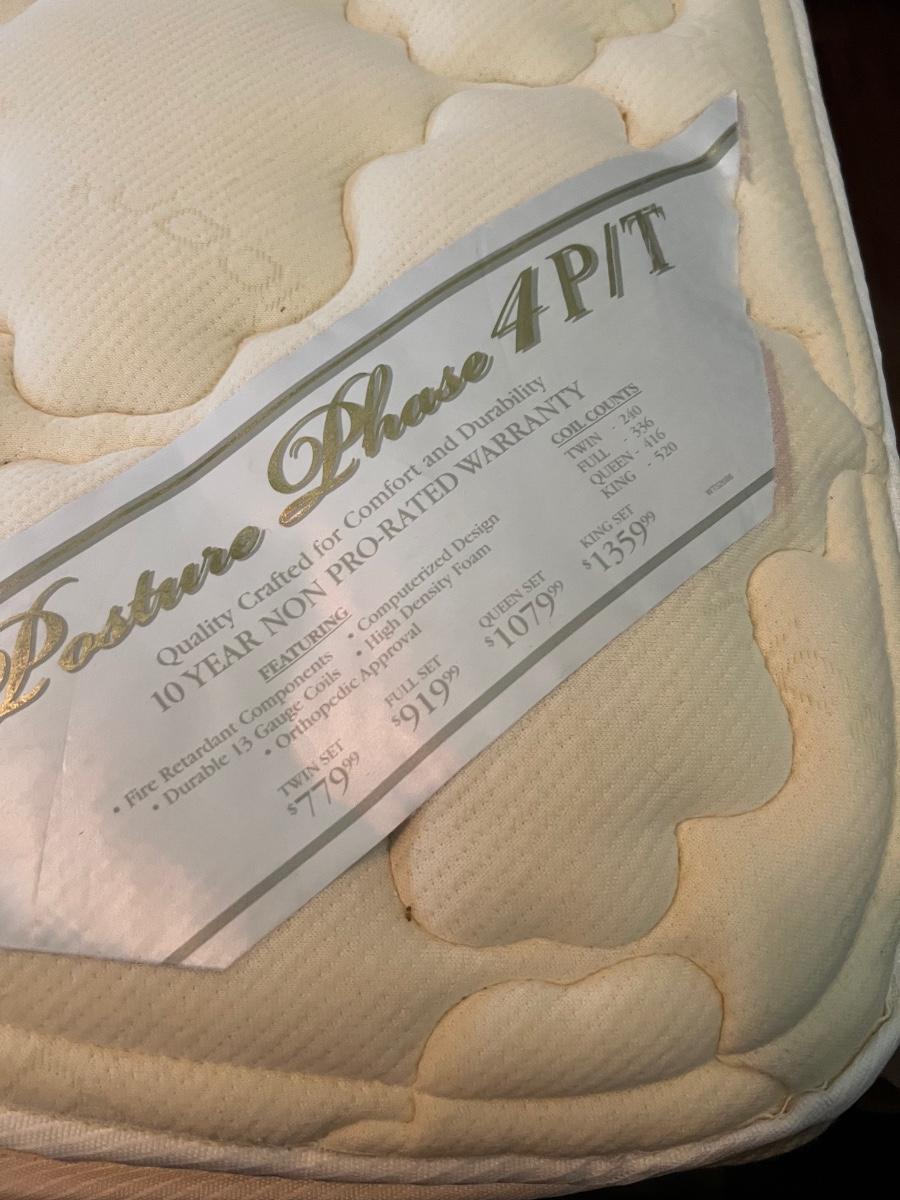 Posture Phase 4 P/T
Quality Crafted for Comfort and Durability
10 YEAR NON PRO-RATED WARRANTY
FEATURING
• Fire Retardant Components
• Computerized Design
• Durable 13 Gauge Coils
• High Density Foam
• Orthopedic Approval
COIL COUNTS
TWIN - 240
FULL - 336
QUEEN - 416
KING - 520
TWIN SET
$779.99
FULL SET
$919.99
QUEEN SET
$1079.99
KING SET
$1359.99